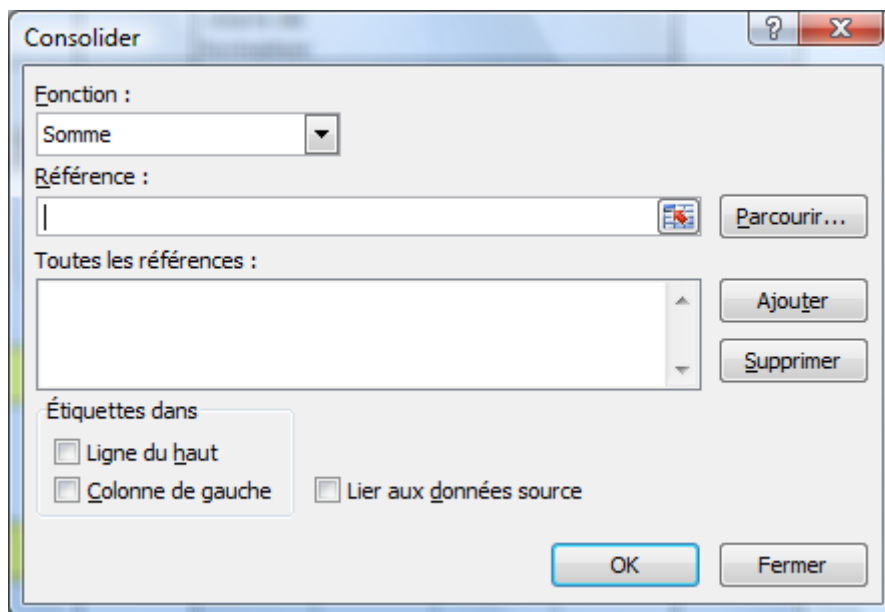 Consolider
Fonction :
Somme
Référence :
Parcourir...
Toutes les références :
Ajouter
Supprimer
Étiquettes dans
Ligne du haut
Colonne de gauche
Lier aux données source
OK
Fermer